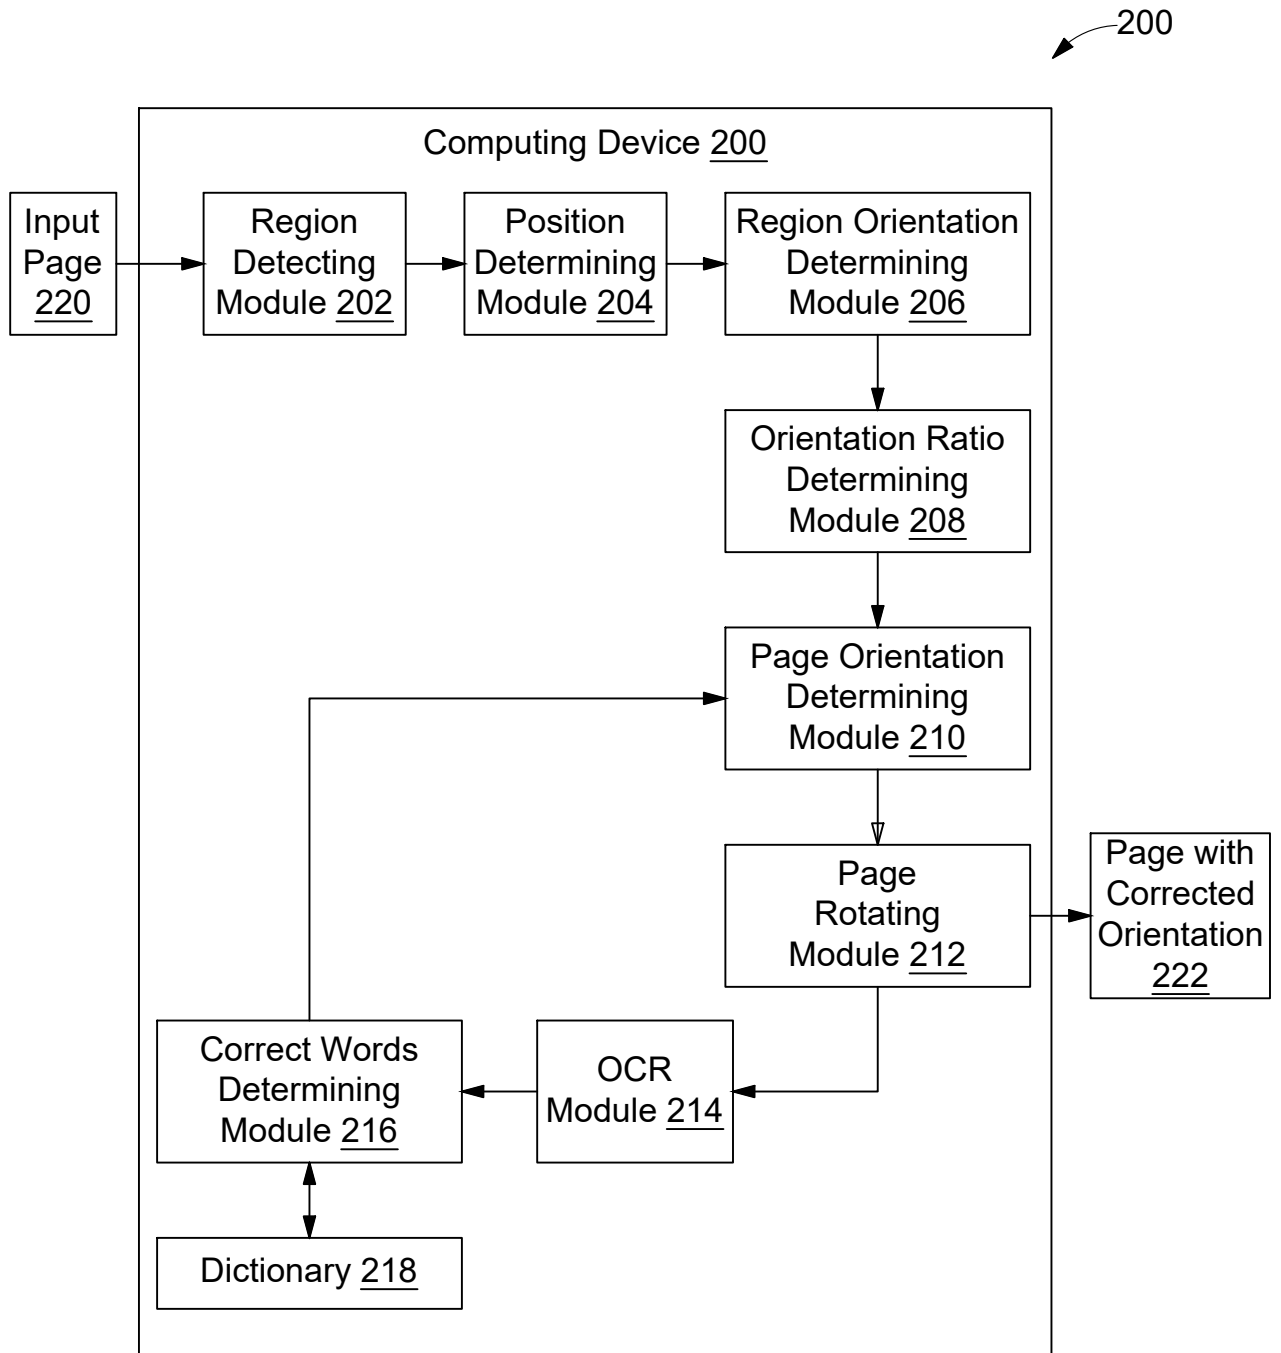 200
Computing Device 200
Input
Page
220
Region
Detecting
Module 202
Position
Determining
Module 204
Region Orientation
Determining
Module 206
Orientation Ratio
Determining
Module 208
Page Orientation
Determining
Module 210
Page
Rotating
Module 212
Page with
Corrected
Orientation
222
Correct Words
Determining
Module 216
OCR
Module 214
Dictionary 218